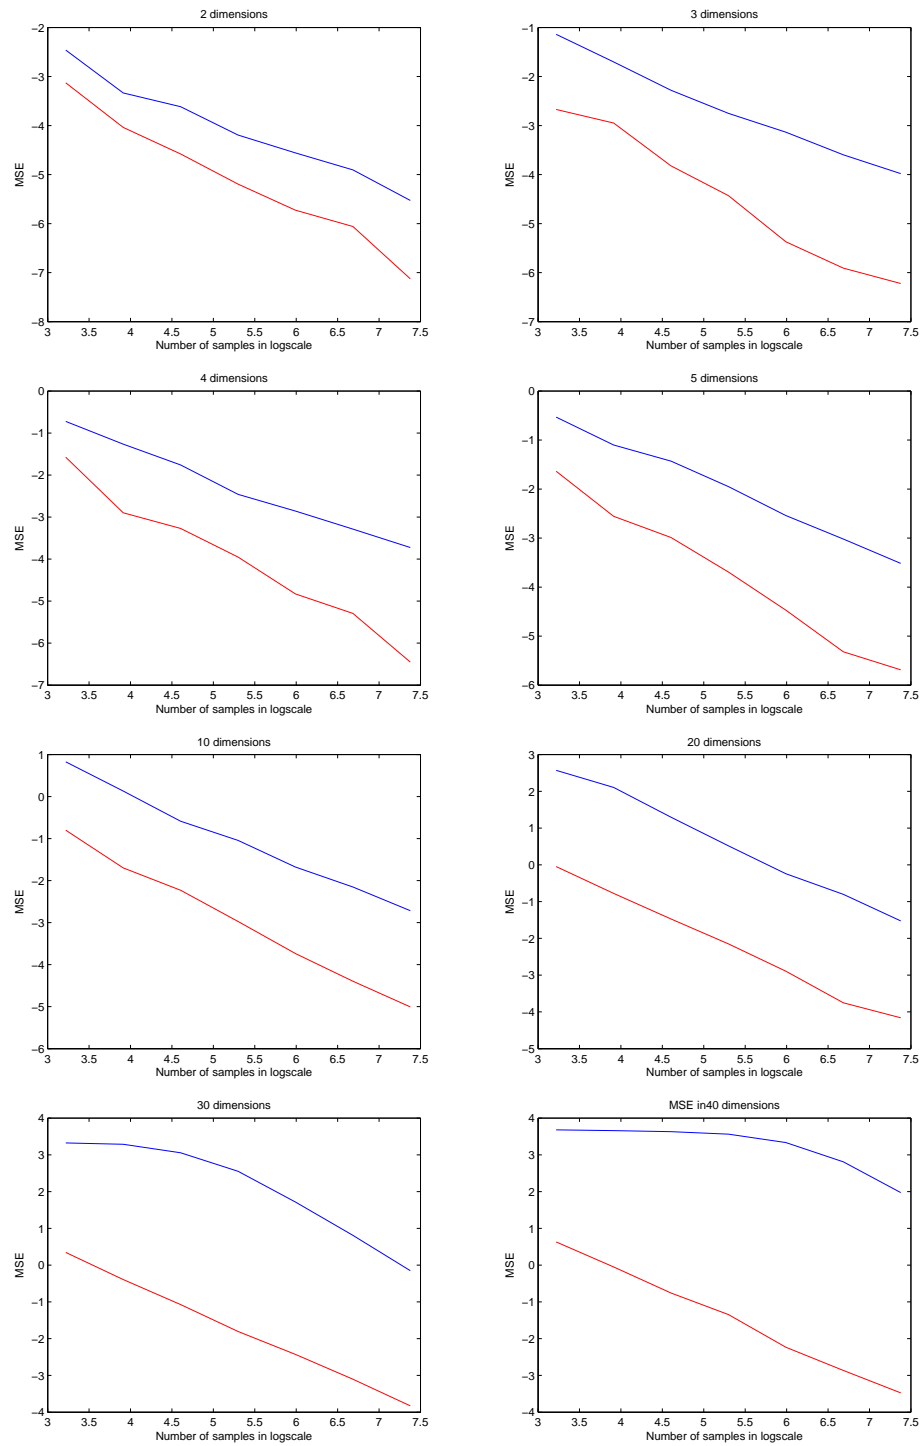 2 dimensions
−2
−3
−4
−5
−6
−7
−8
MSE
3 3.5 4 4.5 5 5.5 6 6.5 7 7.5
Number of samples in logscale
3 dimensions
−1
−2
−3
−4
−5
−6
−7
MSE
3 3.5 4 4.5 5 5.5 6 6.5 7 7.5
Number of samples in logscale
4 dimensions
0
−1
−2
−3
−4
−5
−6
−7
MSE
3 3.5 4 4.5 5 5.5 6 6.5 7 7.5
Number of samples in logscale
5 dimensions
0
−1
−2
−3
−4
−5
−6
MSE
3 3.5 4 4.5 5 5.5 6 6.5 7 7.5
Number of samples in logscale
10 dimensions
1
0
−1
−2
−3
−4
−5
−6
MSE
3 3.5 4 4.5 5 5.5 6 6.5 7 7.5
Number of samples in logscale
20 dimensions
3
2
1
0
−1
−2
−3
−4
−5
MSE
3 3.5 4 4.5 5 5.5 6 6.5 7 7.5
Number of samples in logscale
30 dimensions
4
3
2
1
0
−1
−2
−3
−4
MSE
3 3.5 4 4.5 5 5.5 6 6.5 7 7.5
Number of samples in logscale
MSE in40 dimensions
4
3
2
1
0
−1
−2
−3
−4
MSE
3 3.5 4 4.5 5 5.5 6 6.5 7 7.5
Number of samples in logscale